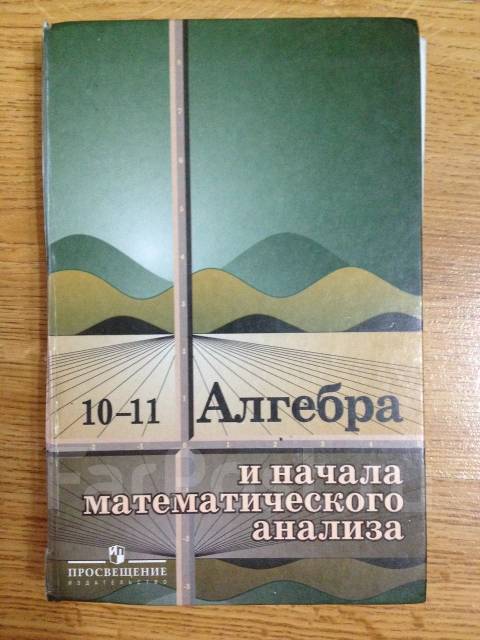 10–11 Алгебра
и начала
математического
анализа
ПРОСВЕЩЕНИЕ
ИЗДАТЕЛЬСТВО